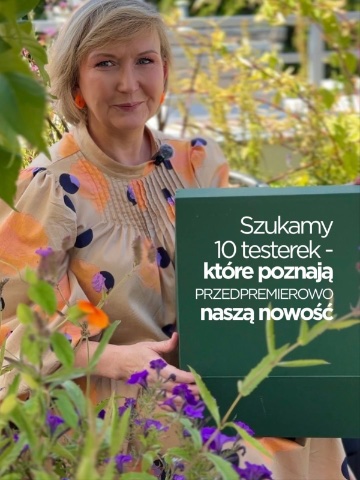 Szukamy
10 testerek -
które poznają
PRZEDPREMIEROWO
naszą nowość